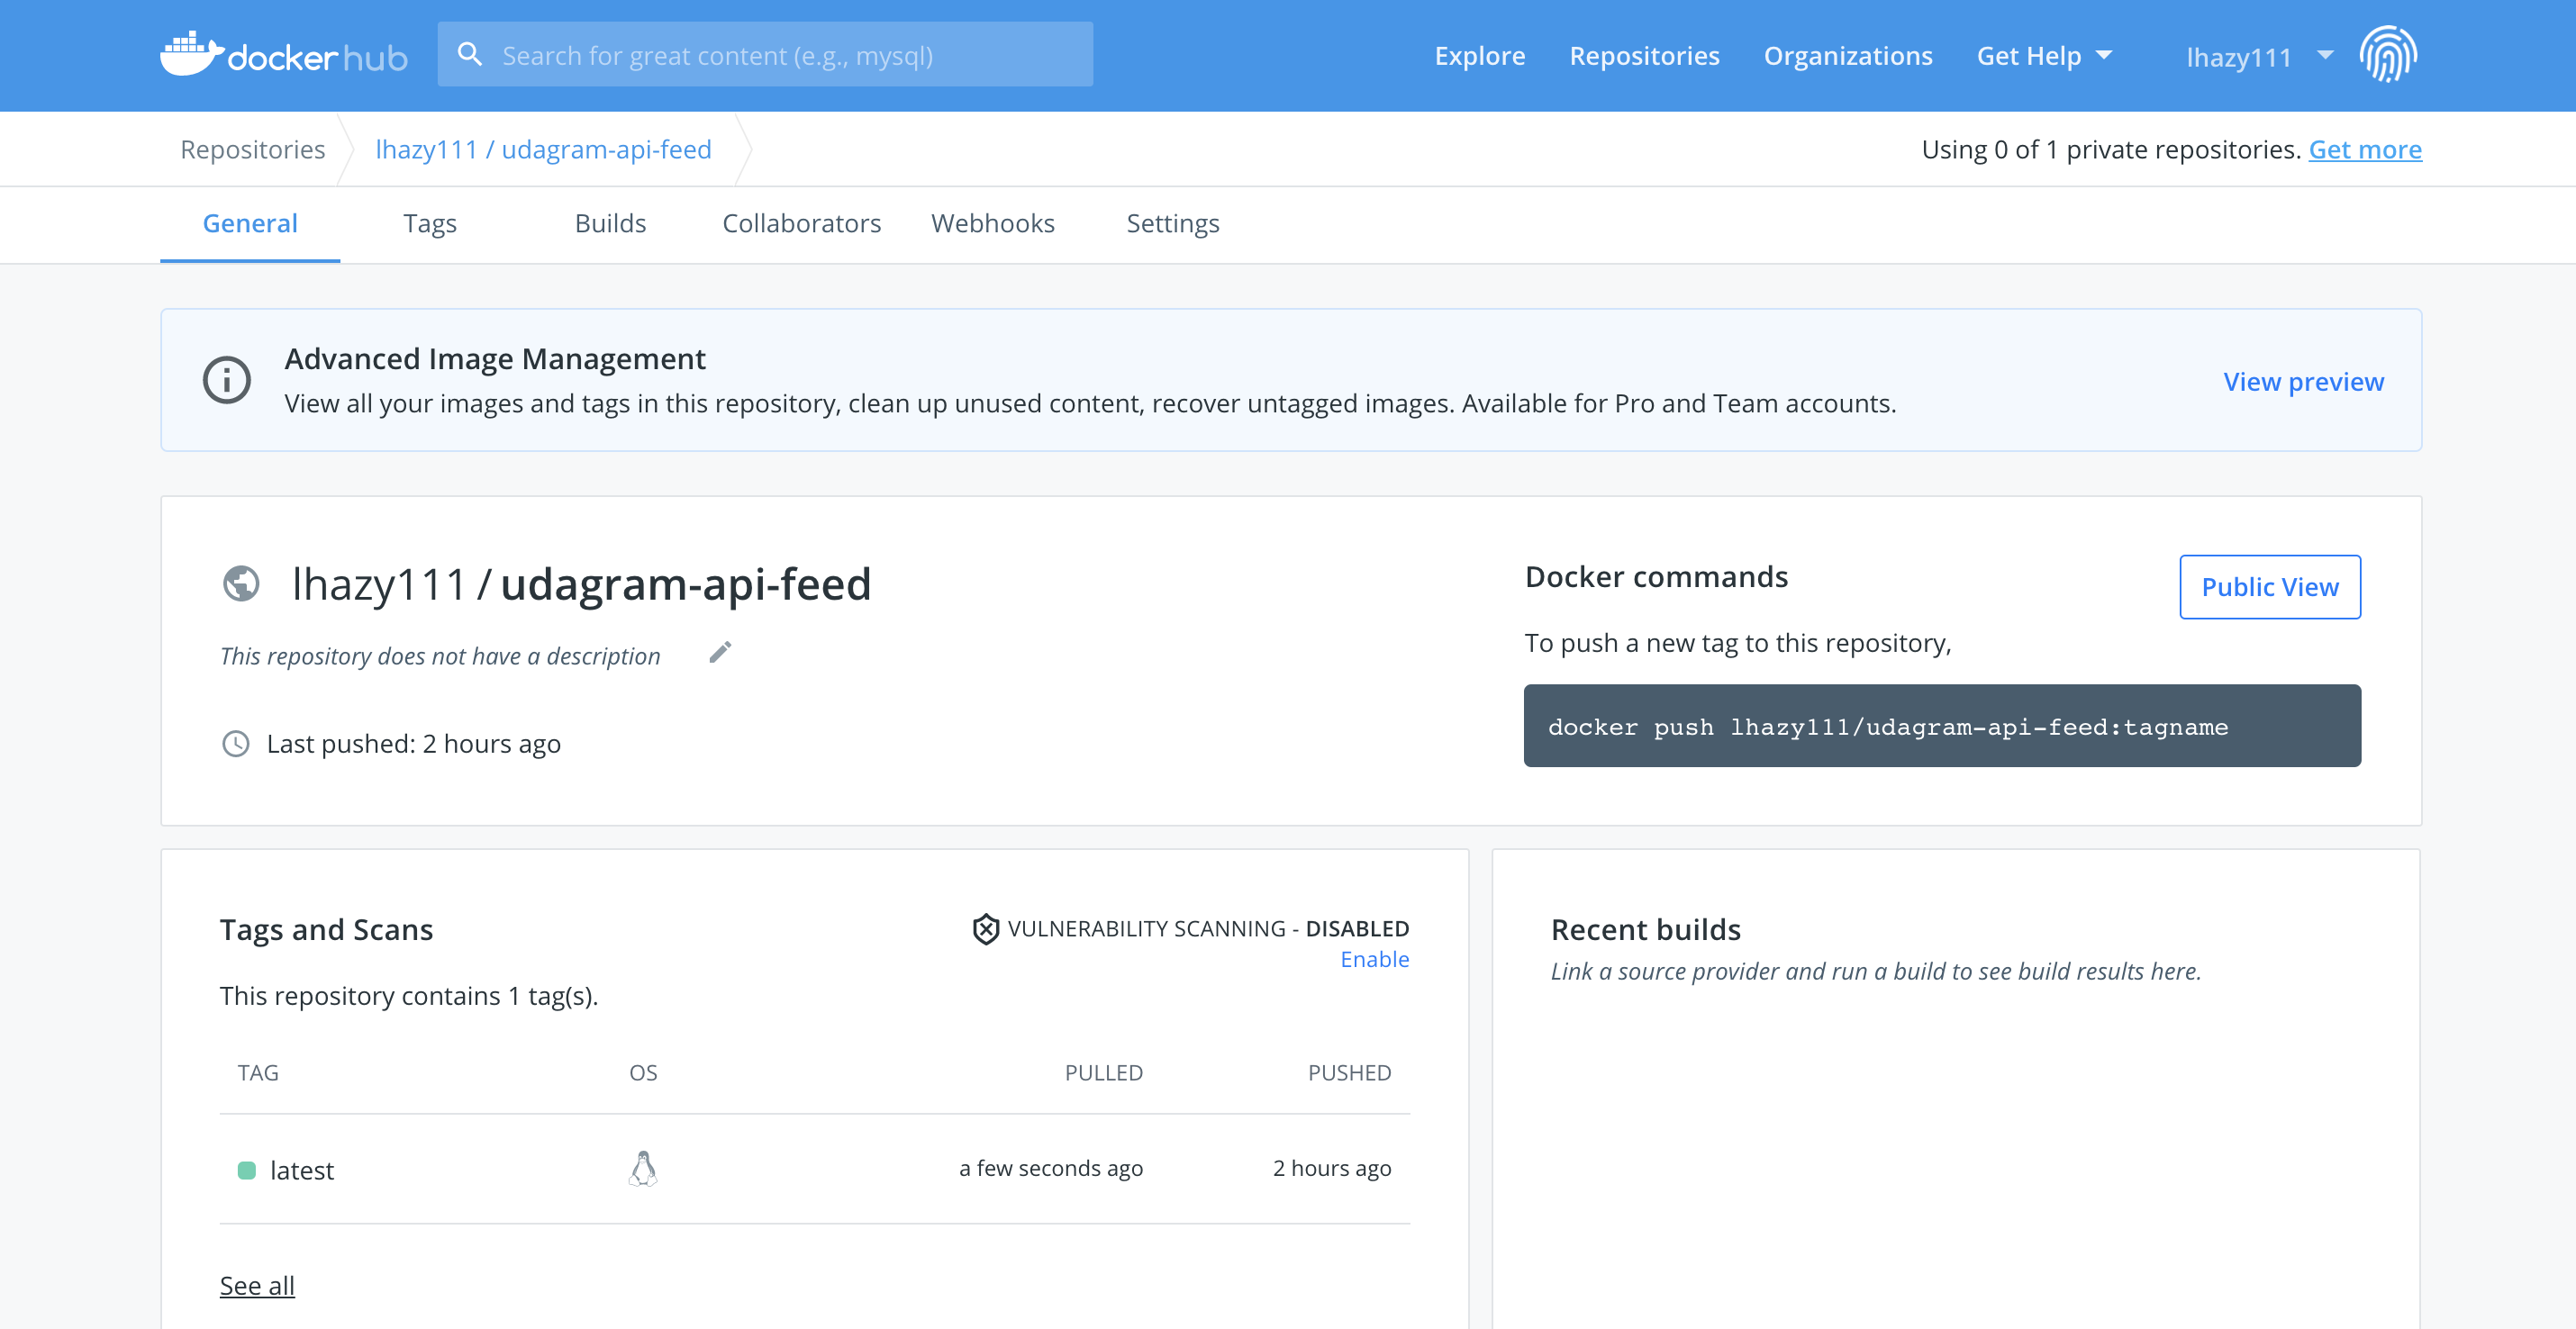 docker hub
Search for great content (e.g., mysql)
Explore
Repositories
Organizations
Get Help
lhazy111
Repositories
lhazy111 / udagram-api-feed
Using 0 of 1 private repositories. Get more
General
Tags
Builds
Collaborators
Webhooks
Settings
Advanced Image Management
View all your images and tags in this repository, clean up unused content, recover untagged images. Available for Pro and Team accounts.
View preview
lhazy111 / udagram-api-feed
This repository does not have a description
Last pushed: 2 hours ago
Docker commands
Public View
To push a new tag to this repository,
docker push lhazy111/udagram-api-feed:tagname
Tags and Scans
VULNERABILITY SCANNING - DISABLED
Enable
This repository contains 1 tag(s).
TAG OS PULLED PUSHED
latest a few seconds ago 2 hours ago
See all
Recent builds
Link a source provider and run a build to see build results here.